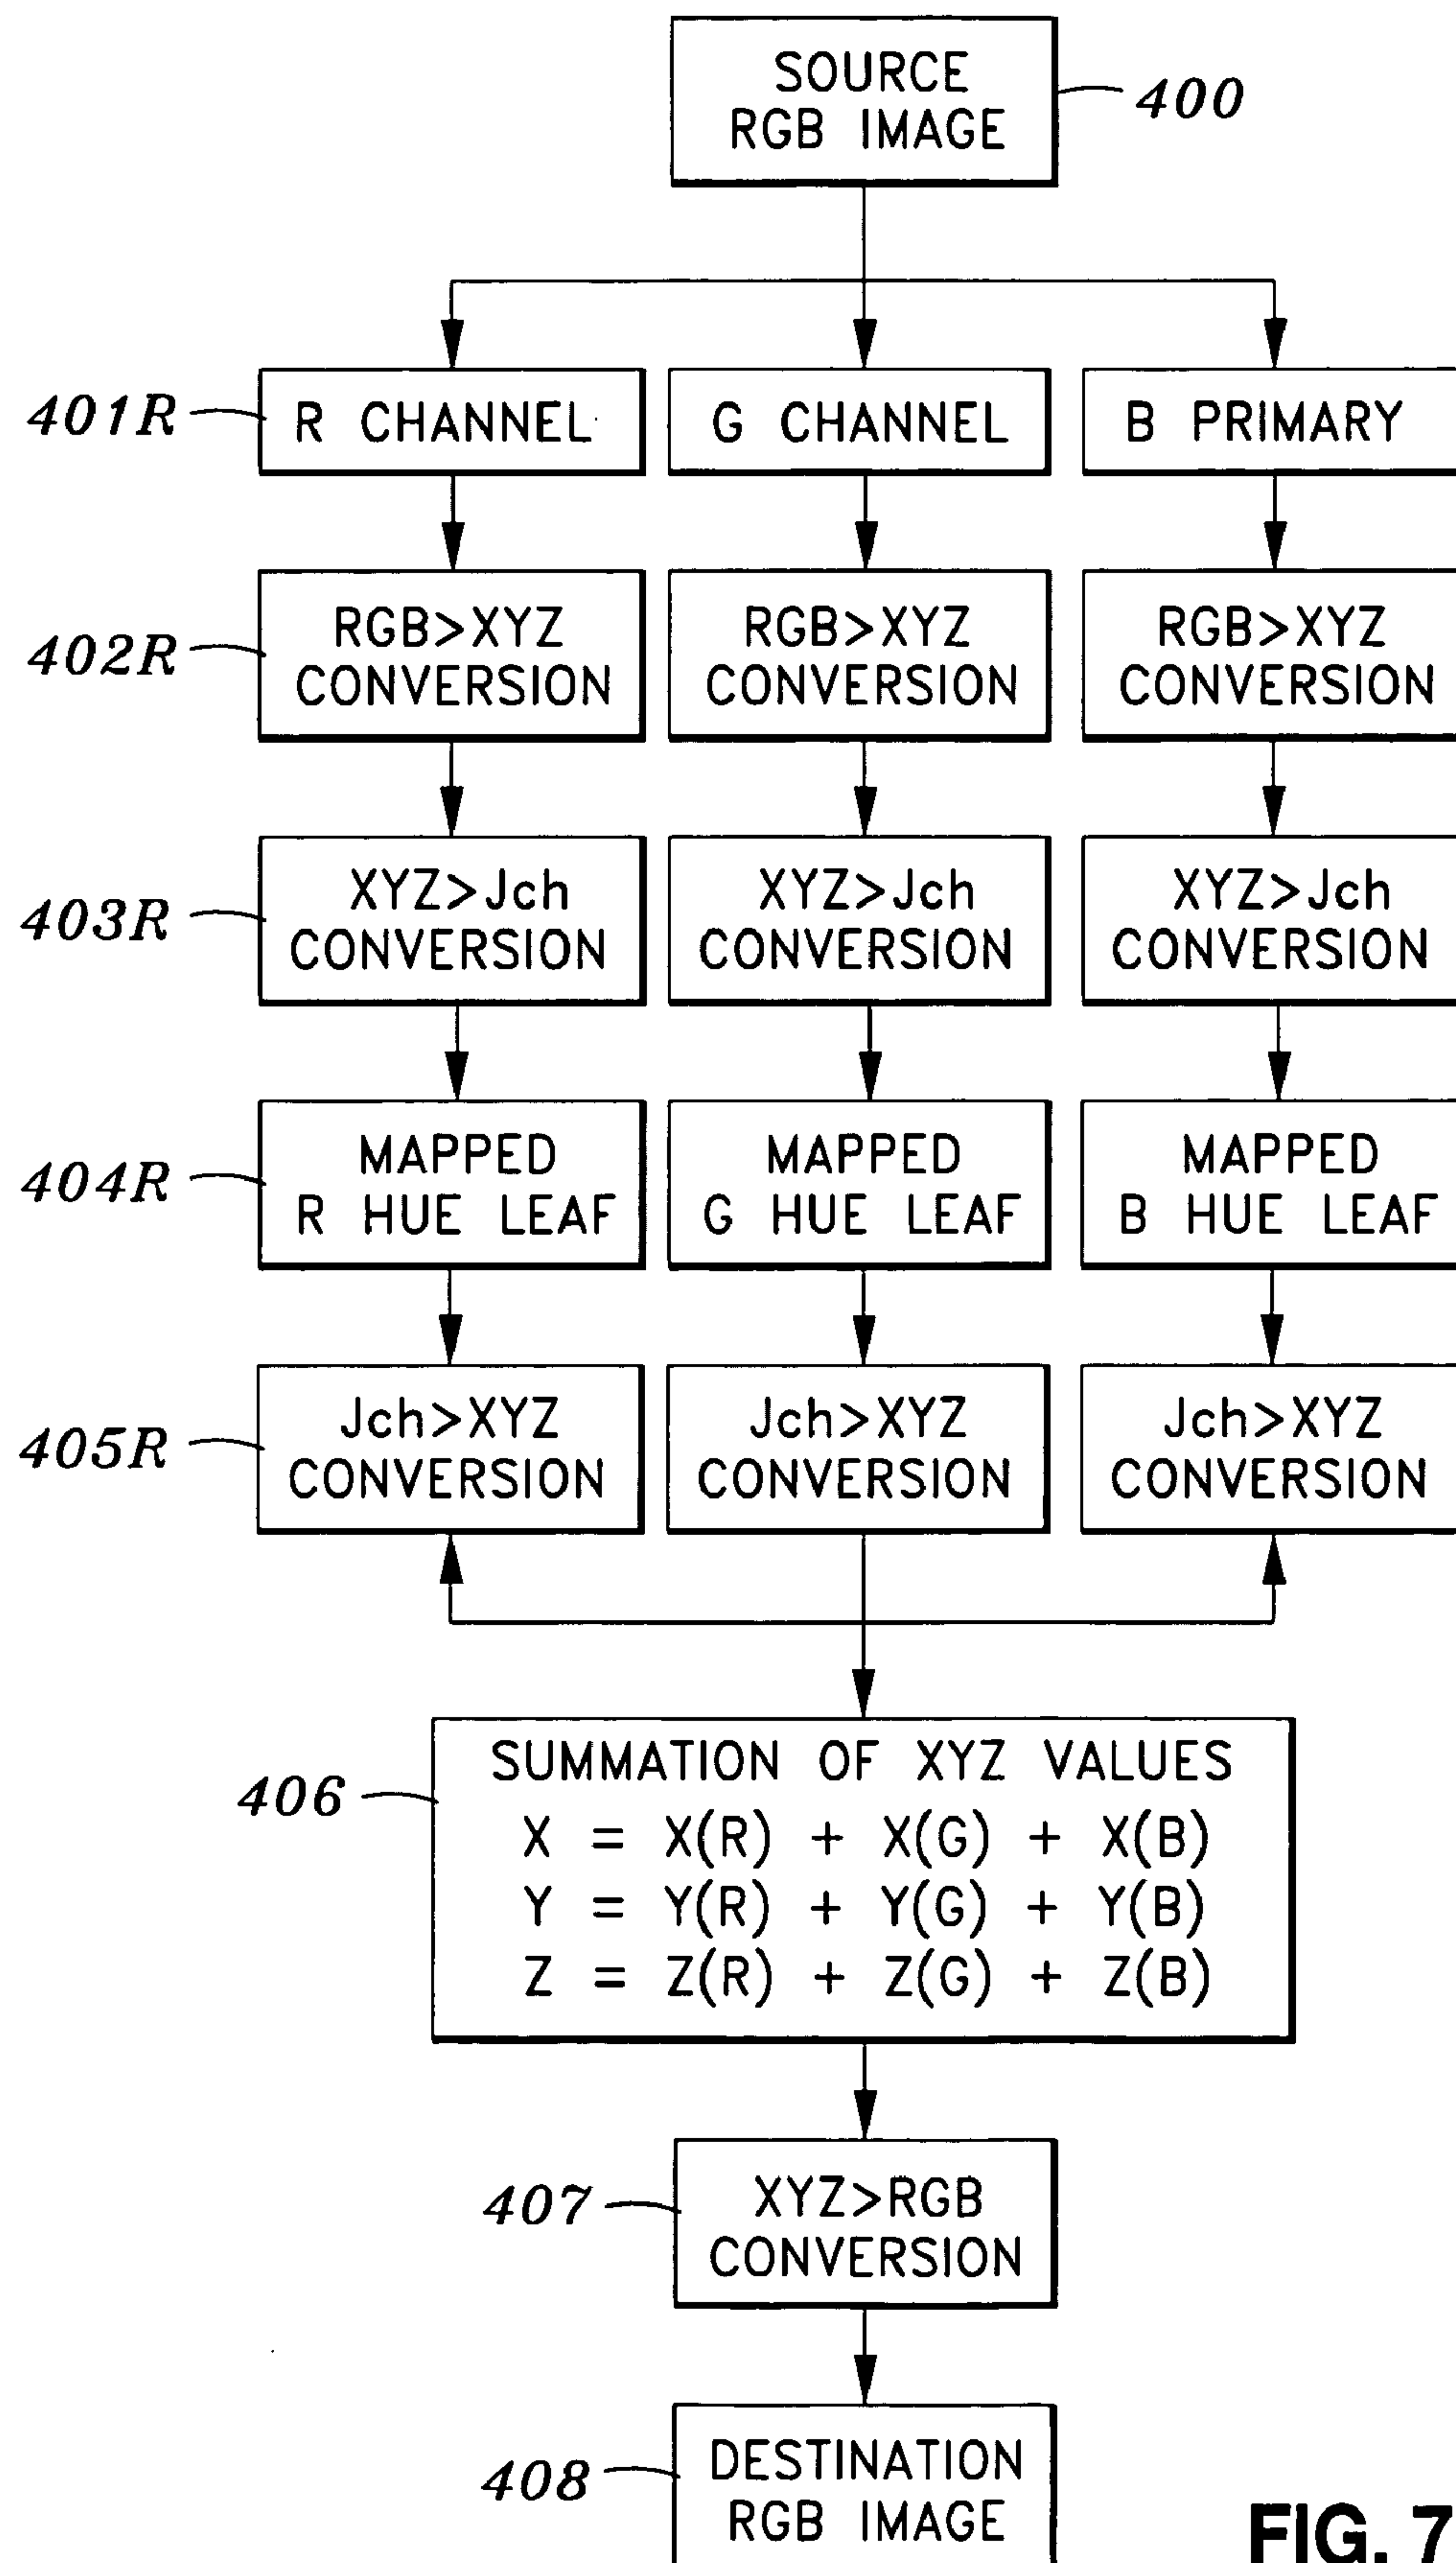 SOURCE
RGB IMAGE
400
401R
R CHANNEL
G CHANNEL
B PRIMARY
402R
RGB>XYZ
CONVERSION
RGB>XYZ
CONVERSION
RGB>XYZ
CONVERSION
403R
XYZ>Jch
CONVERSION
XYZ>Jch
CONVERSION
XYZ>Jch
CONVERSION
404R
MAPPED
R HUE LEAF
MAPPED
G HUE LEAF
MAPPED
B HUE LEAF
405R
Jch>XYZ
CONVERSION
Jch>XYZ
CONVERSION
Jch>XYZ
CONVERSION
406
SUMMATION OF XYZ VALUES
X = X(R) + X(G) + X(B)
Y = Y(R) + Y(G) + Y(B)
Z = Z(R) + Z(G) + Z(B)
407
XYZ>RGB
CONVERSION
408
DESTINATION
RGB IMAGE
FIG. 7